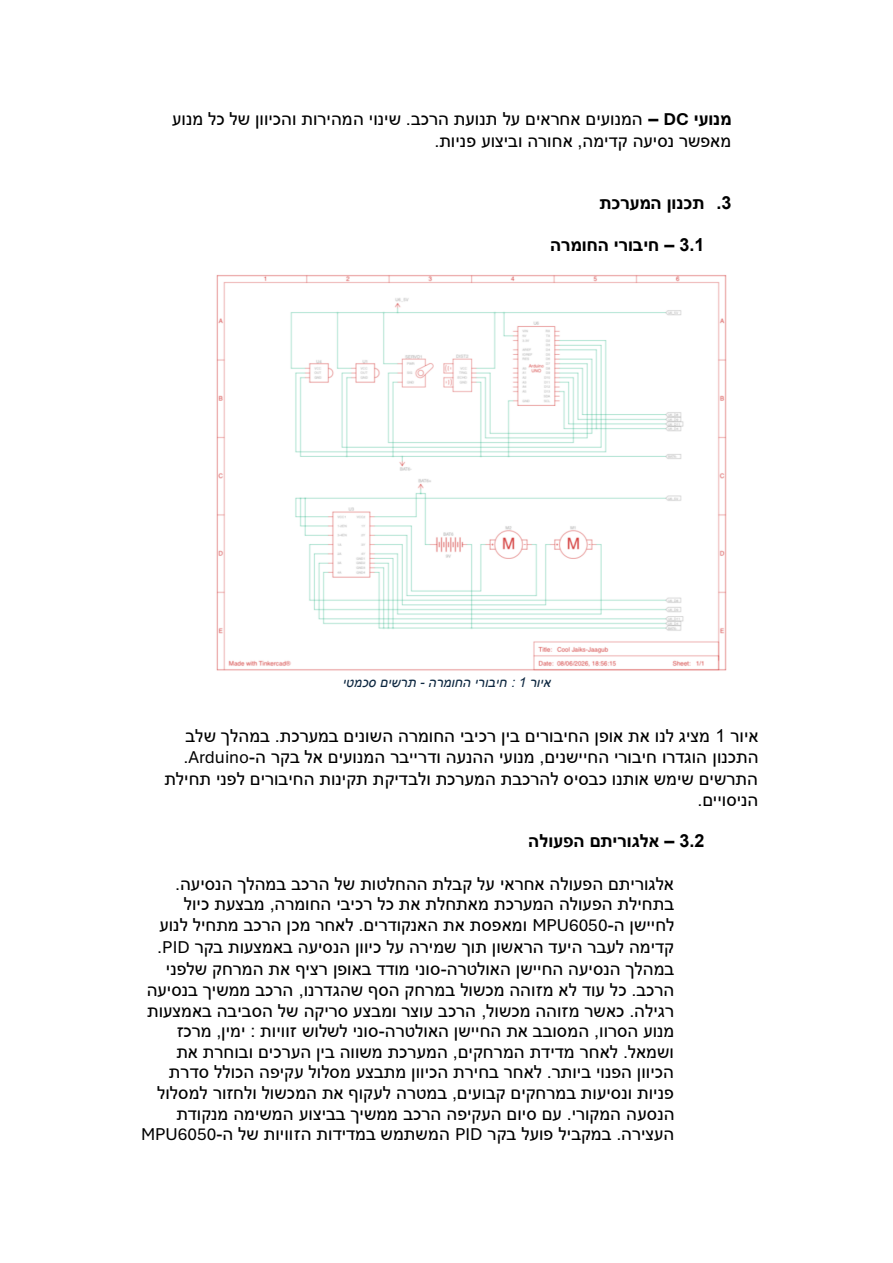 מנועי DC – המנועים אחראים על תנועת הרכב. שינוי המהירות והכיוון של כל מנוע
מאפשר נסיעה קדימה, אחורה וביצוע פניות.
3. תכנון המערכת
3.1 – חיבורי החומרה
1 2 3 4 5 6
A A
B B
C C
D D
E E
Arduino
UNO
M M
Title: Cool Jaiks-Jaagub
Made with Tinkercad® Date: 08/06/2026, 18:56:15 Sheet: 1/1
איור 1 : חיבורי החומרה - תרשים סכמטי
איור 1 מציג לנו את אופן החיבורים בין רכיבי החומרה השונים במערכת. במהלך שלב
התכנון הוגדרו חיבורי החיישנים, מנועי ההנעה ודרייבר המנועים אל בקר ה-Arduino.
התרשים שימש אותנו כבסיס להרכבת המערכת ולבדיקת תקינות החיבורים לפני תחילת
הניסויים.
3.2 – אלגוריתם הפעולה
אלגוריתם הפעולה אחראי על קבלת ההחלטות של הרכב במהלך הנסיעה.
בתחילת הפעולה המערכת מאתחלת את כל רכיבי החומרה, מבצעת כיול
לחיישן ה-MPU6050 ומאפסת את האנקודרים. לאחר מכן הרכב מתחיל לנוע
קדימה לעבר היעד הראשון תוך שמירה על כיוון הנסיעה באמצעות בקר PID.
במהלך הנסיעה החיישן האולטרה-סוני מודד באופן רציף את המרחק שלפני
הרכב. כל עוד לא מזוהה מכשול במרחק הסף שהגדרנו, הרכב ממשיך בנסיעה
רגילה. כאשר מזוהה מכשול, הרכב עוצר ומבצע סריקה של הסביבה באמצעות
מנוע הסרוו, המסובב את החיישן האולטרה-סוני לשלוש זוויות : ימין, מרכז
ושמאל. לאחר מדידת המרחקים, המערכת משווה בין הערכים ובוחרת את
הכיוון הפנוי ביותר. לאחר בחירת הכיוון מתבצע מסלול עקיפה הכולל סדרת
פניות ונסיעות במרחקים קבועים, במטרה לעקוף את המכשול ולחזור למסלול
הנסעה המקורי. עם סיום העקיפה הרכב ממשיך בביצוע המשימה מנקודת
העצירה. במקביל פועל בקר PID המשתמש במדידות הזוויות של ה-MPU6050